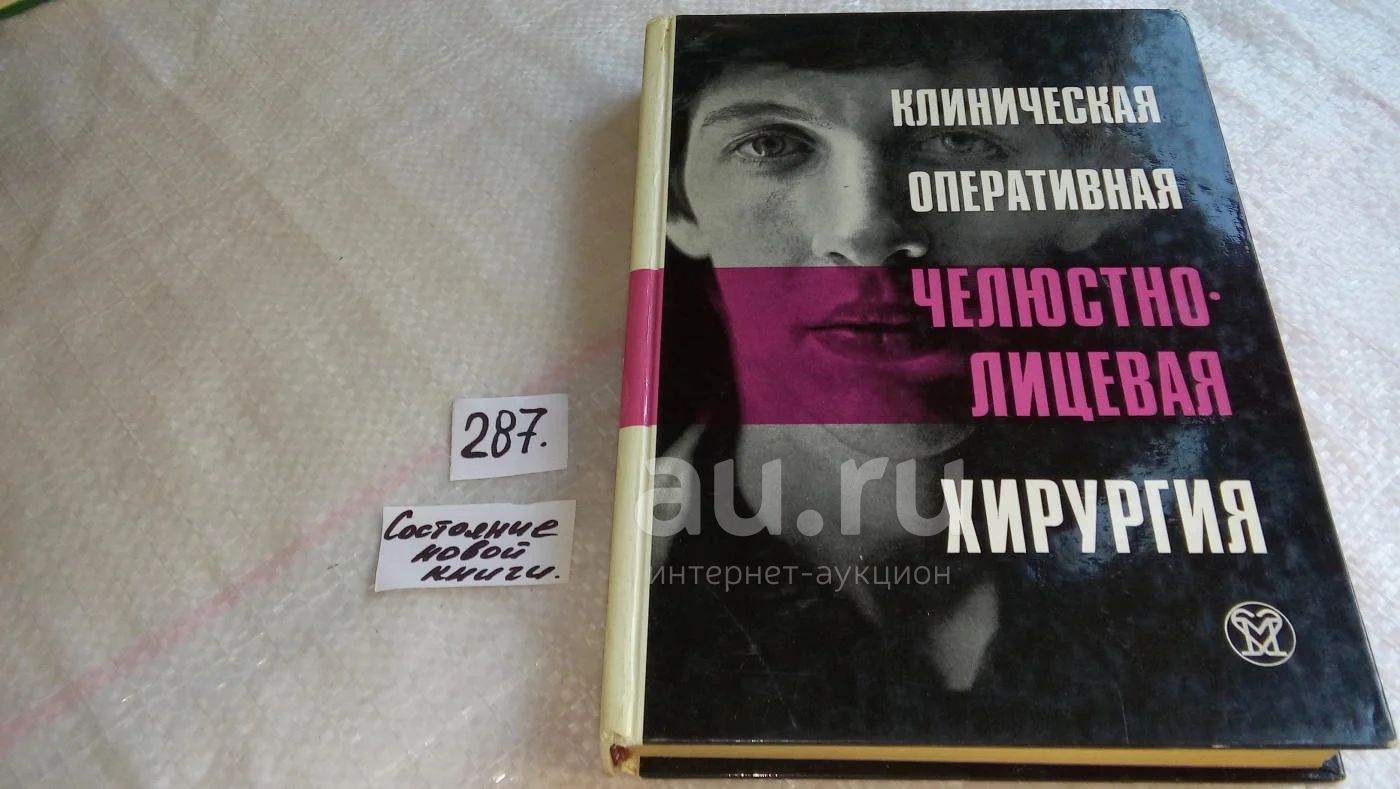 КЛИНИЧЕСКАЯ
ОПЕРАТИВНАЯ
ЧЕЛЮСТНО-
ЛИЦЕВАЯ
ХИРУРГИЯ
287.
Состояние
новой
книги.
au.ru
интернет-аукцион